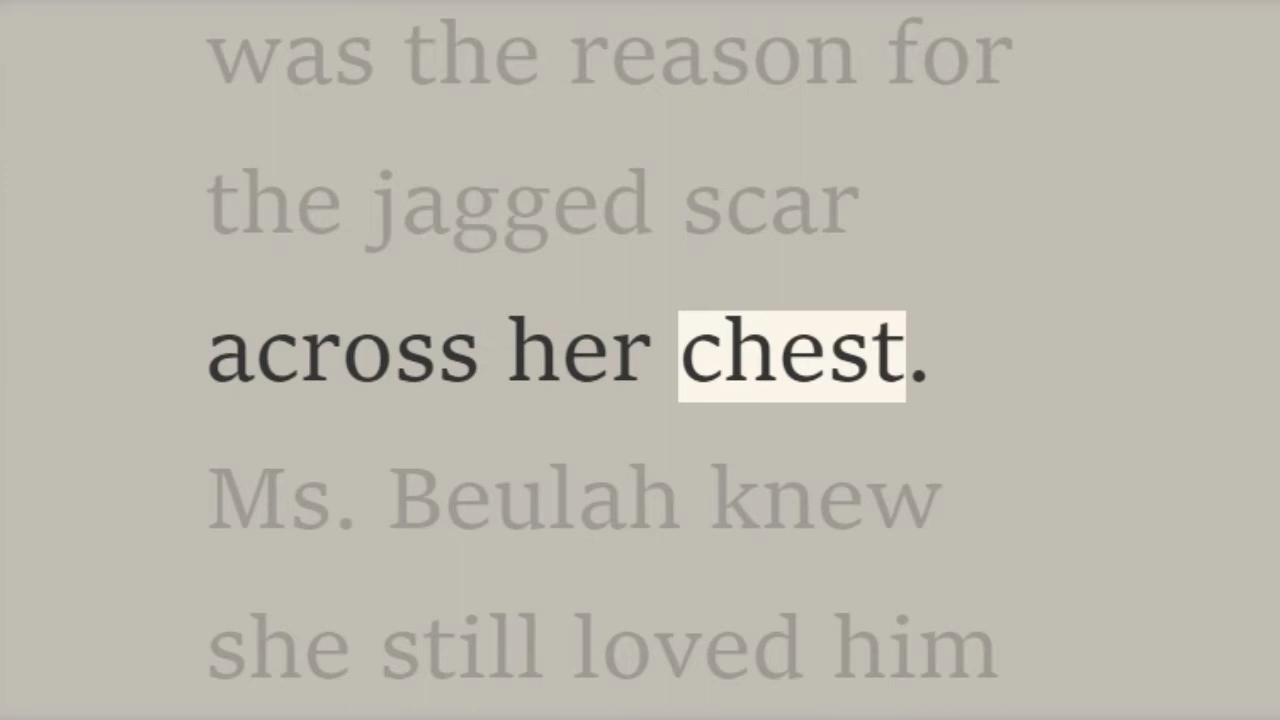 was the reason for
the jagged scar
across her chest.
Ms. Beulah knew
she still loved him